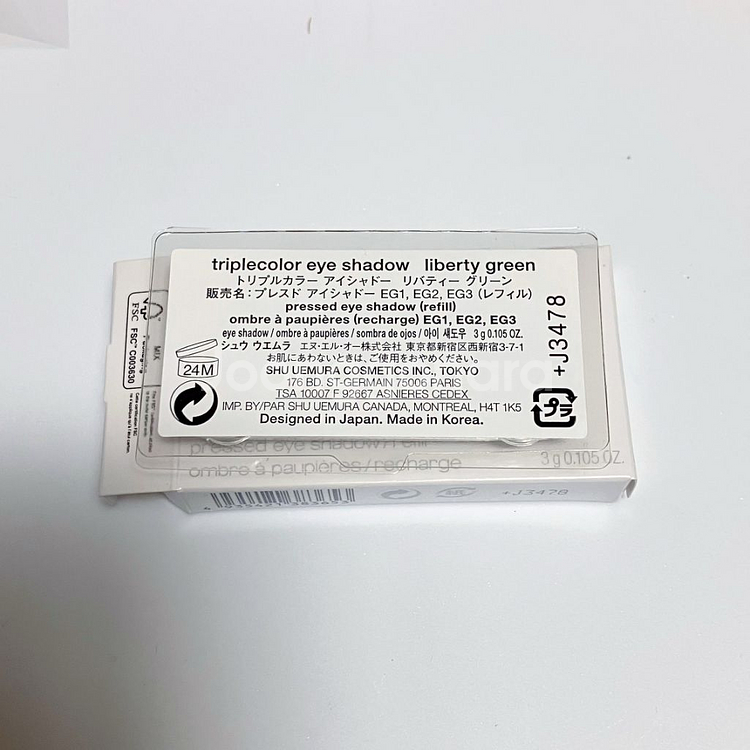 triplecolor eye shadow liberty green
トリプルカラー アイシャドー リバティー グリーン
販売名：プレスド アイシャドー EG1, EG2, EG3（レフィル）
pressed eye shadow (refill)
ombre à paupières (recharge) EG1, EG2, EG3
eye shadow / ombre à paupières / sombra de ojos / 아이 섀도우 3 g 0.105 OZ.
シュウ ウエムラ エヌ・エル・オー株式会社 東京都新宿区西新宿3-7-1
お肌にあわないときは、ご使用をおやめください。
24M
SHU UEMURA COSMETICS INC., TOKYO
176 BD. ST-GERMAIN 75006 PARIS
TSA 10007 F 92667 ASNIERES CEDEX
IMP. BY/PAR SHU UEMURA CANADA, MONTREAL, H4T 1K5
Designed in Japan. Made in Korea.
+J3478
プラ
FSC
FSC™ C003630
MIX
pressed eye shadow / refill
ombre à paupières / recharge
3 g 0.105 OZ.
+J3478